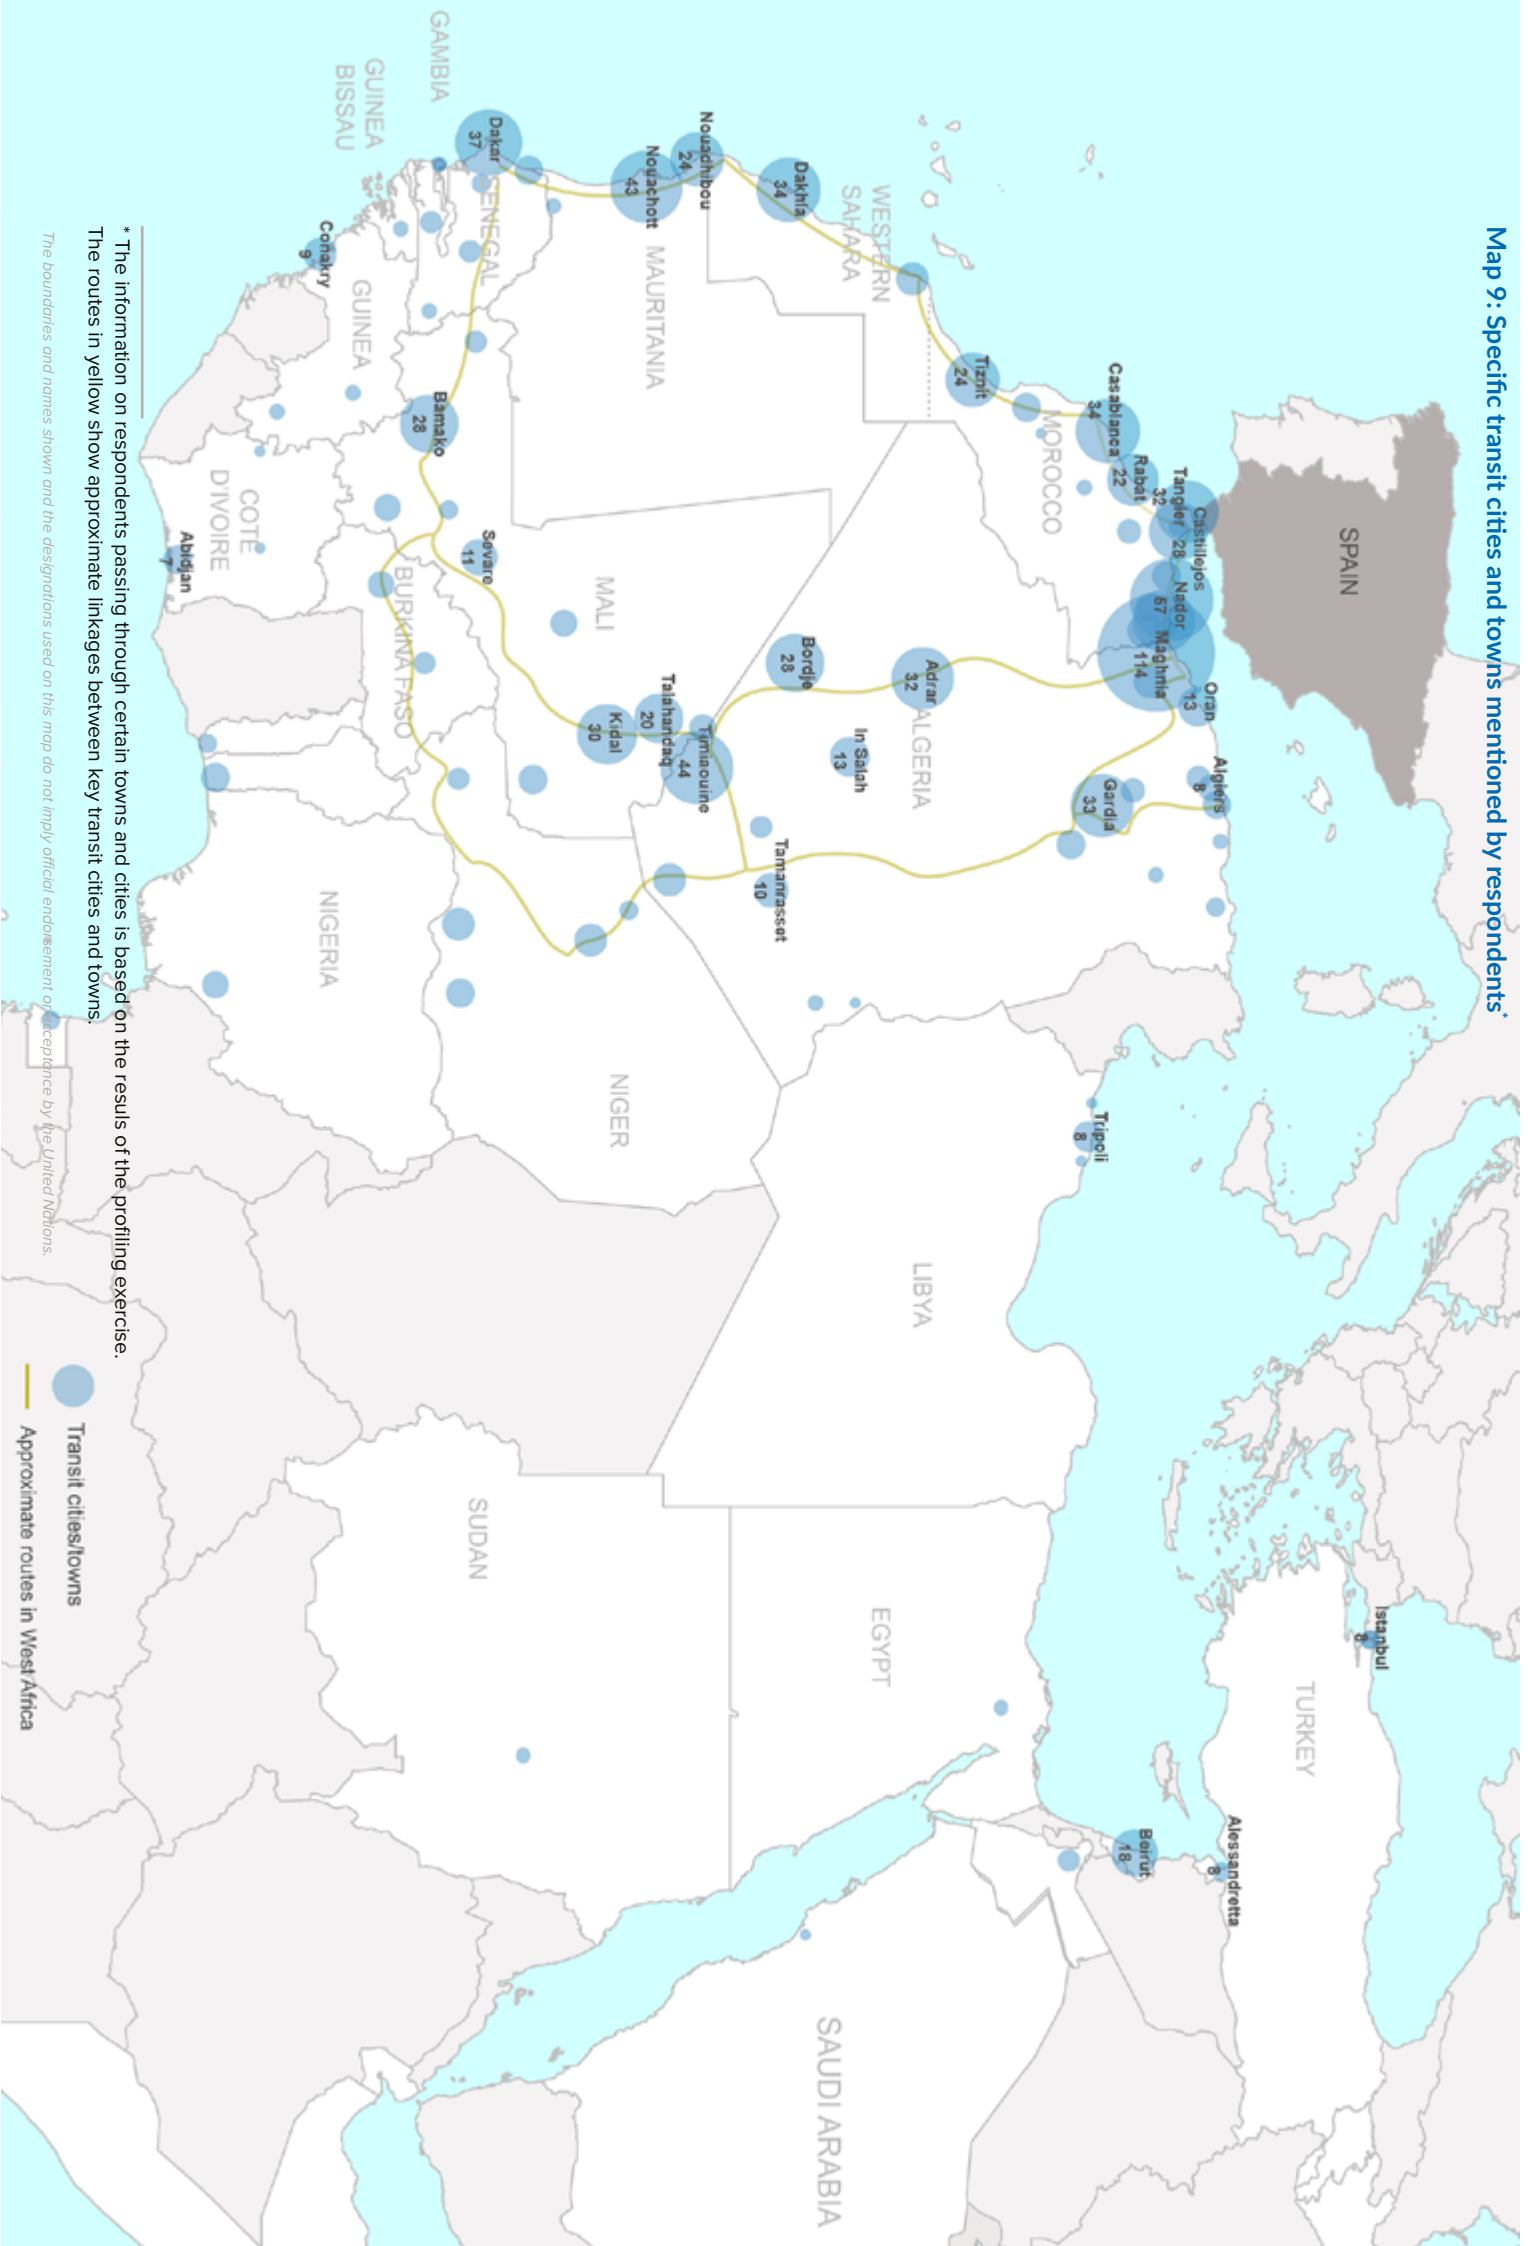 Map 9: Specific transit cities and towns mentioned by respondents*
SPAIN
Istanbul
8
TURKEY
Alessandretta
8
Beirut
18
Tangier
32
Castillejos
28
Nador
57
Maghnia
114
Oran
13
Algiers
8
Rabat
22
Casablanca
34
MOROCCO
Gardia
33
Tripoli
8
Tiznit
24
WESTERN
SAHARA
Adrar
32
ALGERIA
In Salah
13
LIBYA
EGYPT
SAUDI ARABIA
Dakhla
34
Bordje
28
Tamanrasset
10
Nouadhibou
24
Nouachott
43
MAURITANIA
Timiaouine
44
Talahandaq
20
Kidal
30
MALI
NIGER
Dakar
37
SENEGAL
Sevare
11
SUDAN
GAMBIA
Bamako
28
BURKINA FASO
GUINEA
BISSAU
GUINEA
Conakry
9
NIGERIA
COTE
D'IVOIRE
Abidjan
7
* The information on respondents passing through certain towns and cities is based on the resuls of the profiling exercise.
The routes in yellow show approximate linkages between key transit cities and towns.
The boundaries and names shown and the designations used on this map do not imply official endorsement or acceptance by the United Nations.
Transit cities/towns
Approximate routes in West Africa